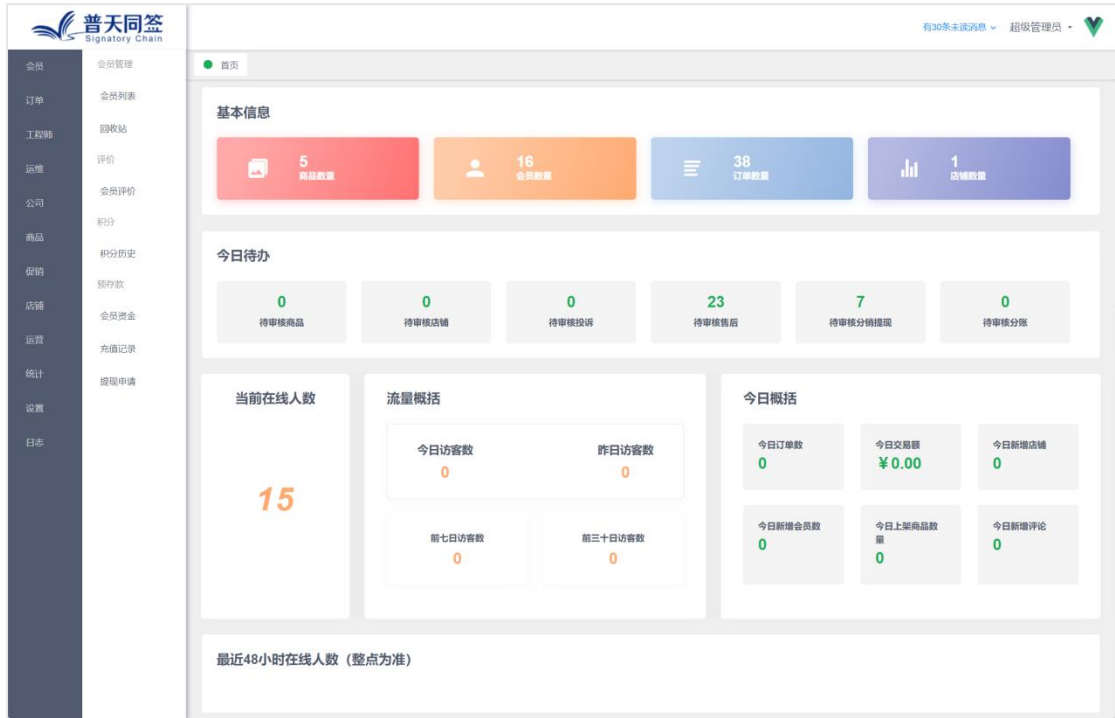 普天同签
Signatory Chain
有30条未读消息
超级管理员
会员
订单
工程师
运维
公司
商品
促销
店铺
运营
统计
设置
日志
会员管理
会员列表
回收站
评价
会员评价
积分
积分历史
预存款
会员资金
充值记录
提现申请
首页
基本信息
5
商品数量
16
会员数量
38
订单数量
1
店铺数量
今日待办
0
待审核商品
0
待审核店铺
0
待审核投诉
23
待审核售后
7
待审核分销提现
0
待审核分账
当前在线人数
15
流量概括
今日访客数
0
昨日访客数
0
前七日访客数
0
前三十日访客数
0
今日概括
今日订单数
0
今日交易额
￥0.00
今日新增店铺
0
今日新增会员数
0
今日上架商品数
量
0
今日新增评论
0
最近48小时在线人数（整点为准）